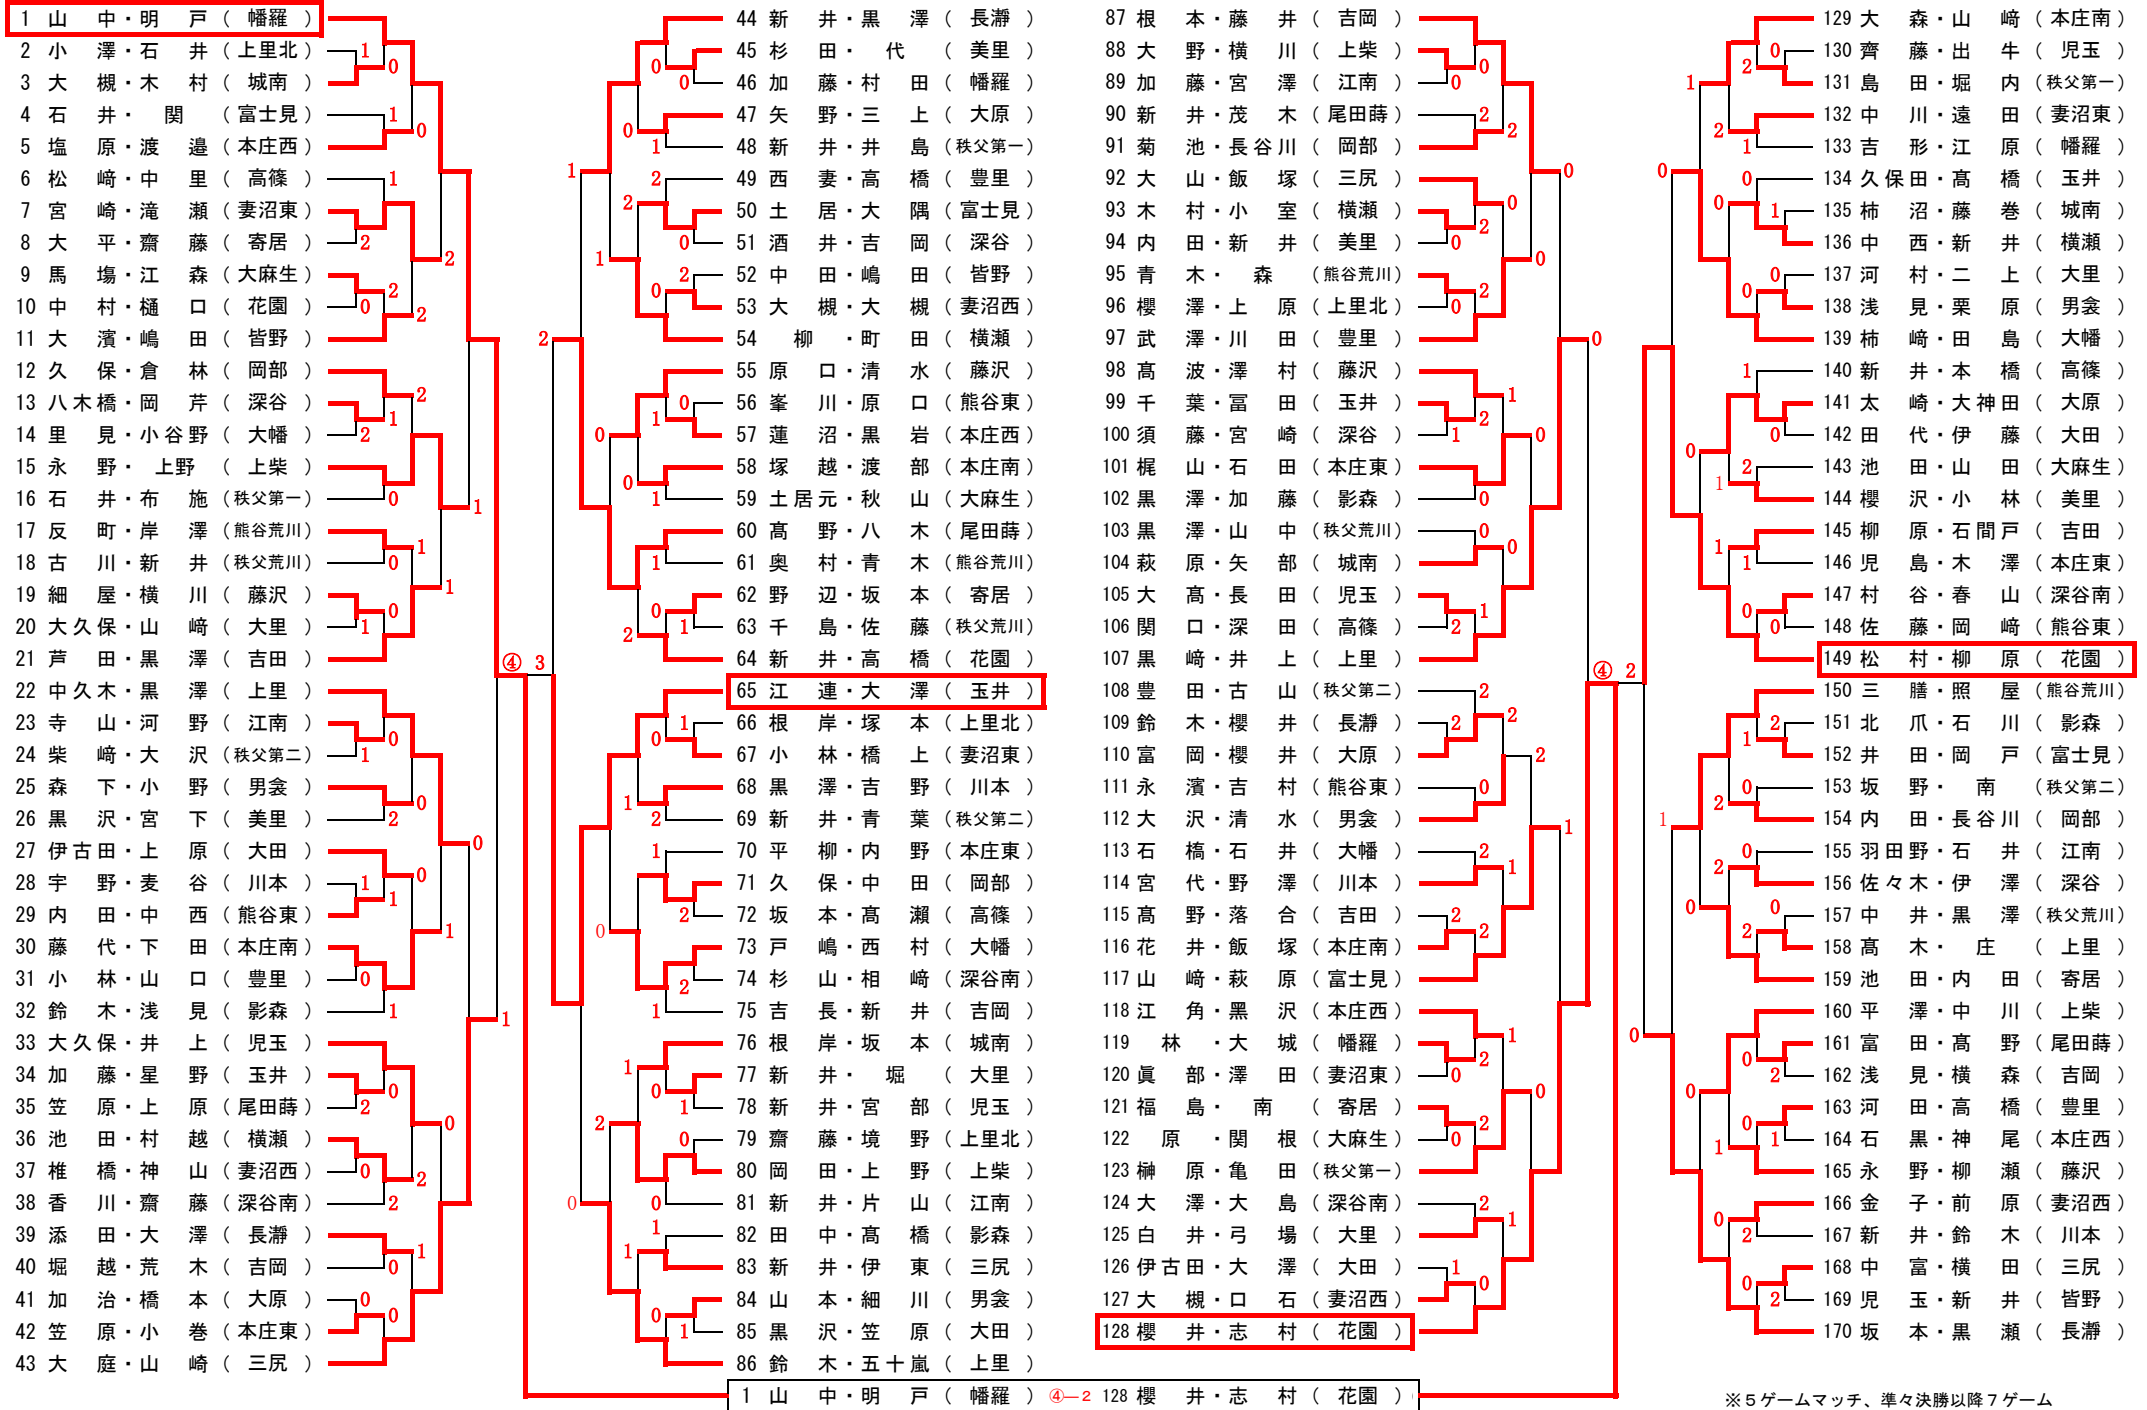 1 山 中・明 戸（ 幡羅 ）
2 小 澤・石 井（上里北）
3 大 槻・木 村（ 城南 ）
4 石 井・ 関 （富士見）
5 塩 原・渡 邉（本庄西）
6 松 﨑・中 里（ 高篠 ）
7 宮 崎・滝 瀬（妻沼東）
8 大 平・齋 藤（ 寄居 ）
9 馬 場・江 森（大麻生）
10 中 村・樋 口（ 花園 ）
11 大 濱・嶋 田（ 皆野 ）
12 久 保・倉 林（ 岡部 ）
13 八木橋・岡 芹（ 深谷 ）
14 里 見・小谷野（ 大幡 ）
15 永 野・ 上野 （ 上柴 ）
16 石 井・布 施（秩父第一）
17 反 町・岸 澤（熊谷荒川）
18 古 川・新 井（秩父荒川）
19 細 屋・横 川（ 藤沢 ）
20 大久保・山 﨑（ 大里 ）
21 芦 田・黒 澤（ 吉田 ）
22 中久木・黒 澤（ 上里 ）
23 寺 山・河 野（ 江南 ）
24 柴 﨑・大 沢（秩父第二）
25 森 下・小 野（ 男衾 ）
26 黒 沢・宮 下（ 美里 ）
27 伊古田・上 原（ 大田 ）
28 宇 野・麦 谷（ 川本 ）
29 内 田・中 西（熊谷東）
30 藤 代・下 田（本庄南）
31 小 林・山 口（ 豊里 ）
32 鈴 木・浅 見（ 影森 ）
33 大久保・井 上（ 児玉 ）
34 加 藤・星 野（ 玉井 ）
35 笠 原・上 原（尾田蒔）
36 池 田・村 越（ 横瀬 ）
37 椎 橋・神 山（妻沼西）
38 香 川・齋 藤（深谷南）
39 添 田・大 澤（ 長瀞 ）
40 堀 越・荒 木（ 吉岡 ）
41 加 治・橋 本（ 大原 ）
42 笠 原・小 巻（本庄東）
43 大 庭・山 崎（ 三尻 ）
44 新 井・黒 澤（ 長瀞 ）
45 杉 田・ 代 （ 美里 ）
46 加 藤・村 田（ 幡羅 ）
47 矢 野・三 上（ 大原 ）
48 新 井・井 島（秩父第一）
49 西 妻・高 橋（ 豊里 ）
50 土 居・大 隅（富士見）
51 酒 井・吉 岡（ 深谷 ）
52 中 田・嶋 田（ 皆野 ）
53 大 槻・大 槻（妻沼西）
54 柳 ・町 田（ 横瀬 ）
55 原 口・清 水（ 藤沢 ）
56 峯 川・原 口（熊谷東）
57 蓮 沼・黒 岩（本庄西）
58 塚 越・渡 部（本庄南）
59 土居元・秋 山（大麻生）
60 髙 野・八 木（尾田蒔）
61 奥 村・青 木（熊谷荒川）
62 野 辺・坂 本（ 寄居 ）
63 千 島・佐 藤（秩父荒川）
64 新 井・高 橋（ 花園 ）
65 江 連・大 澤（ 玉井 ）
66 根 岸・塚 本（上里北）
67 小 林・橋 上（妻沼東）
68 黒 澤・吉 野（ 川本 ）
69 新 井・青 葉（秩父第二）
70 平 柳・内 野（本庄東）
71 久 保・中 田（ 岡部 ）
72 坂 本・髙 瀨（ 高篠 ）
73 戸 嶋・西 村（ 大幡 ）
74 杉 山・相 﨑（深谷南）
75 吉 長・新 井（ 吉岡 ）
76 根 岸・坂 本（ 城南 ）
77 新 井・ 堀 （ 大里 ）
78 新 井・宮 部（ 児玉 ）
79 齋 藤・境 野（上里北）
80 岡 田・上 野（ 上柴 ）
81 新 井・片 山（ 江南 ）
82 田 中・髙 橋（ 影森 ）
83 新 井・伊 東（ 三尻 ）
84 山 本・細 川（ 男衾 ）
85 黒 沢・笠 原（ 大田 ）
86 鈴 木・五十嵐（ 上里 ）
87 根 本・藤 井（ 吉岡 ）
88 大 野・横 川（ 上柴 ）
89 加 藤・宮 澤（ 江南 ）
90 新 井・茂 木（尾田蒔）
91 菊 池・長谷川（ 岡部 ）
92 大 山・飯 塚（ 三尻 ）
93 木 村・小 室（ 横瀬 ）
94 内 田・新 井（ 美里 ）
95 青 木・ 森 （熊谷荒川）
96 櫻 澤・上 原（上里北）
97 武 澤・川 田（ 豊里 ）
98 髙 波・澤 村（ 藤沢 ）
99 千 葉・冨 田（ 玉井 ）
100 須 藤・宮 崎（ 深谷 ）
101 梶 山・石 田（本庄東）
102 黒 澤・加 藤（ 影森 ）
103 黒 澤・山 中（秩父荒川）
104 萩 原・矢 部（ 城南 ）
105 大 髙・長 田（ 児玉 ）
106 関 口・深 田（ 高篠 ）
107 黒 﨑・井 上（ 上里 ）
108 豊 田・古 山（秩父第二）
109 鈴 木・櫻 井（ 長瀞 ）
110 富 岡・櫻 井（ 大原 ）
111 永 濱・吉 村（熊谷東）
112 大 沢・清 水（ 男衾 ）
113 石 橋・石 井（ 大幡 ）
114 宮 代・野 澤（ 川本 ）
115 髙 野・落 合（ 吉田 ）
116 花 井・飯 塚（本庄南）
117 山 﨑・萩 原（富士見）
118 江 角・黒 沢（本庄西）
119 林 ・大 城（ 幡羅 ）
120 眞 部・澤 田（妻沼東）
121 福 島・ 南 （ 寄居 ）
122 原 ・関 根（大麻生）
123 榊 原・亀 田（秩父第一）
124 大 澤・大 島（深谷南）
125 白 井・弓 場（ 大里 ）
126 伊古田・大 澤（ 大田 ）
127 大 槻・口 石（妻沼西）
128 櫻 井・志 村（ 花園 ）
129 大 森・山 﨑（本庄南）
130 齊 藤・出 牛（ 児玉 ）
131 島 田・堀 内（秩父第一）
132 中 川・遠 田（妻沼東）
133 吉 形・江 原（ 幡羅 ）
134 久保田・髙 橋（ 玉井 ）
135 柿 沼・藤 巻（ 城南 ）
136 中 西・新 井（ 横瀬 ）
137 河 村・二 上（ 大里 ）
138 浅 見・栗 原（ 男衾 ）
139 柿 﨑・田 島（ 大幡 ）
140 新 井・本 橋（ 高篠 ）
141 太 崎・大神田（ 大原 ）
142 田 代・伊 藤（ 大田 ）
143 池 田・山 田（大麻生）
144 櫻 沢・小 林（ 美里 ）
145 柳 原・石間戸（ 吉田 ）
146 児 島・木 澤（本庄東）
147 村 谷・春 山（深谷南）
148 佐 藤・岡 﨑（熊谷東）
149 松 村・柳 原（ 花園 ）
150 三 膳・照 屋（熊谷荒川）
151 北 爪・石 川（ 影森 ）
152 井 田・岡 戸（富士見）
153 坂 野・ 南 （秩父第二）
154 内 田・長谷川（ 岡部 ）
155 羽田野・石 井（ 江南 ）
156 佐々木・伊 澤（ 深谷 ）
157 中 井・黒 澤（秩父荒川）
158 髙 木・ 庄 （ 上里 ）
159 池 田・内 田（ 寄居 ）
160 平 澤・中 川（ 上柴 ）
161 富 田・髙 野（尾田蒔）
162 浅 見・横 森（ 吉岡 ）
163 河 田・高 橋（ 豊里 ）
164 石 黒・神 尾（本庄西）
165 永 野・柳 瀬（ 藤沢 ）
166 金 子・前 原（妻沼西）
167 新 井・鈴 木（ 川本 ）
168 中 富・横 田（ 三尻 ）
169 児 玉・新 井（ 皆野 ）
170 坂 本・黒 瀬（ 長瀞 ）
④ 3
④ 2
1 山 中・明 戸（ 幡羅 ） ④―2 128 櫻 井・志 村（ 花園 ）
※５ゲームマッチ、準々決勝以降７ゲーム